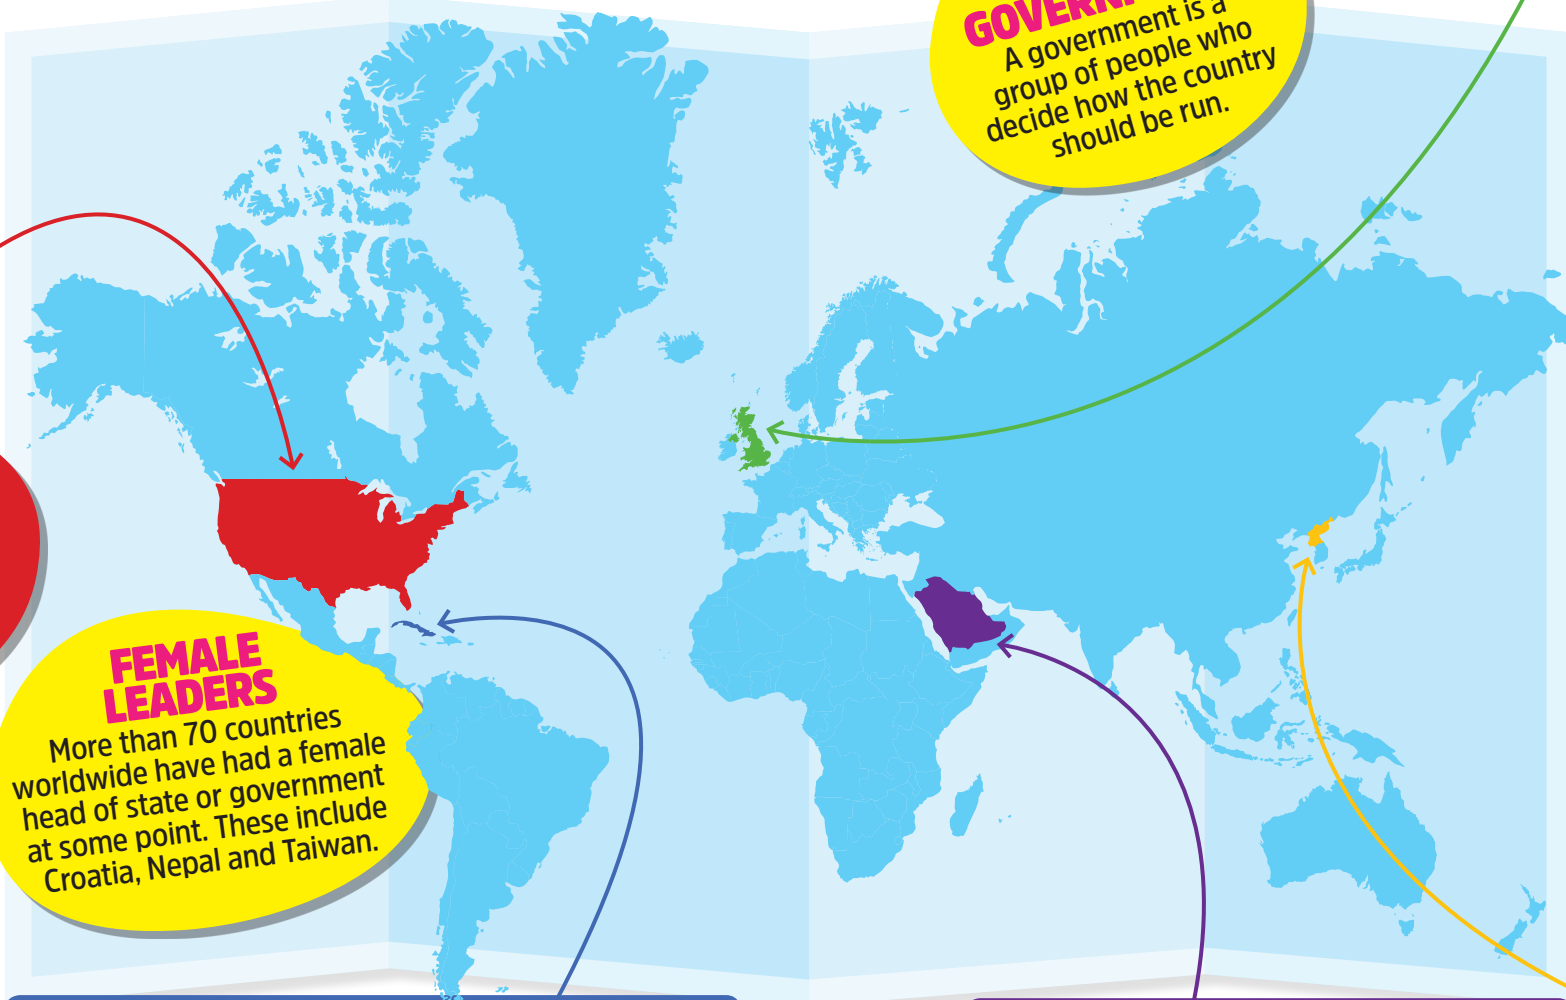 A government is a
group of people who
decide how the country
should be run.
FEMALE
LEADERS
More than 70 countries
worldwide have had a female
head of state or government
at some point. These include
Croatia, Nepal and Taiwan.